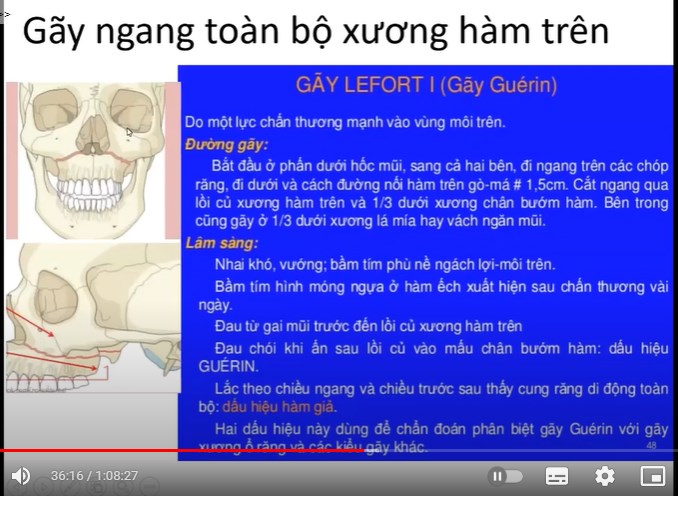 >>
Gãy ngang toàn bộ xương hàm trên
GÃY LEFORT I (Gãy Guérin)
Do một lực chấn thương mạnh vào vùng môi trên.
Đường gãy:
Bắt đầu ở phần dưới hốc mũi, sang cả hai bên, đi ngang trên các chóp
răng, đi dưới và cách đường nối hàm trên gò-má # 1,5cm. Cắt ngang qua
lồi củ xương hàm trên và 1/3 dưới xương chân bướm hàm. Bên trong
cũng gãy ở 1/3 dưới xương lá mía hay vách ngăn mũi.
Lâm sàng:
Nhai khó, vướng; bầm tím phù nề ngách lợi-môi trên.
Bầm tím hình móng ngựa ở hàm ếch xuất hiện sau chấn thương vài
ngày.
Đau từ gai mũi trước đến lồi củ xương hàm trên
Đau chói khi ấn sau lồi củ vào mấu chân bướm hàm: dấu hiệu
GUÉRIN.
Lắc theo chiều ngang và chiều trước sau thấy cung răng di động toàn
bộ: dấu hiệu hàm giả.
Hai dấu hiệu này dùng để chẩn đoán phân biệt gãy Guérin với gãy
xương ổ răng và các kiểu gãy khác.
48
36:16 / 1:08:27